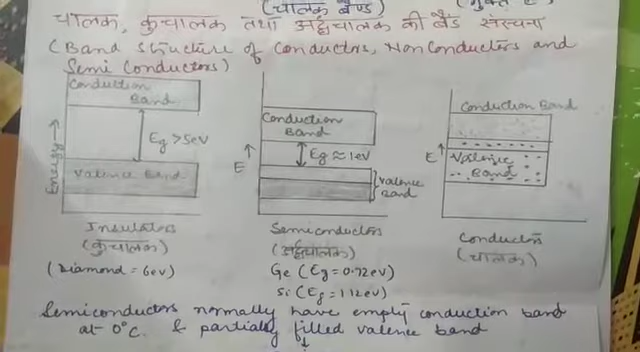 (चालक बैण्ड)
चालक, कुचालक तथा अर्द्धचालक की बैंड संरचना
(Band Structure of Conductors, Non Conductors and
Semi Conductors)
Conduction
Band
Eg > 5eV
Valence Band
Energy →
Insulators
(कुचालक)
(Diamond = 6ev)
Conduction
Band
Eg ≈ 1eV
E ↑
Valence
Band
Semiconductors
(अर्द्धचालक)
Ge (Eg = 0.72eV)
Si (Eg = 1.12eV)
Conduction Band
E ↑
Valence
Band
Conductors
(चालक)
Semiconductors normally have empty conduction band
at 0°C. & partially filled valence band